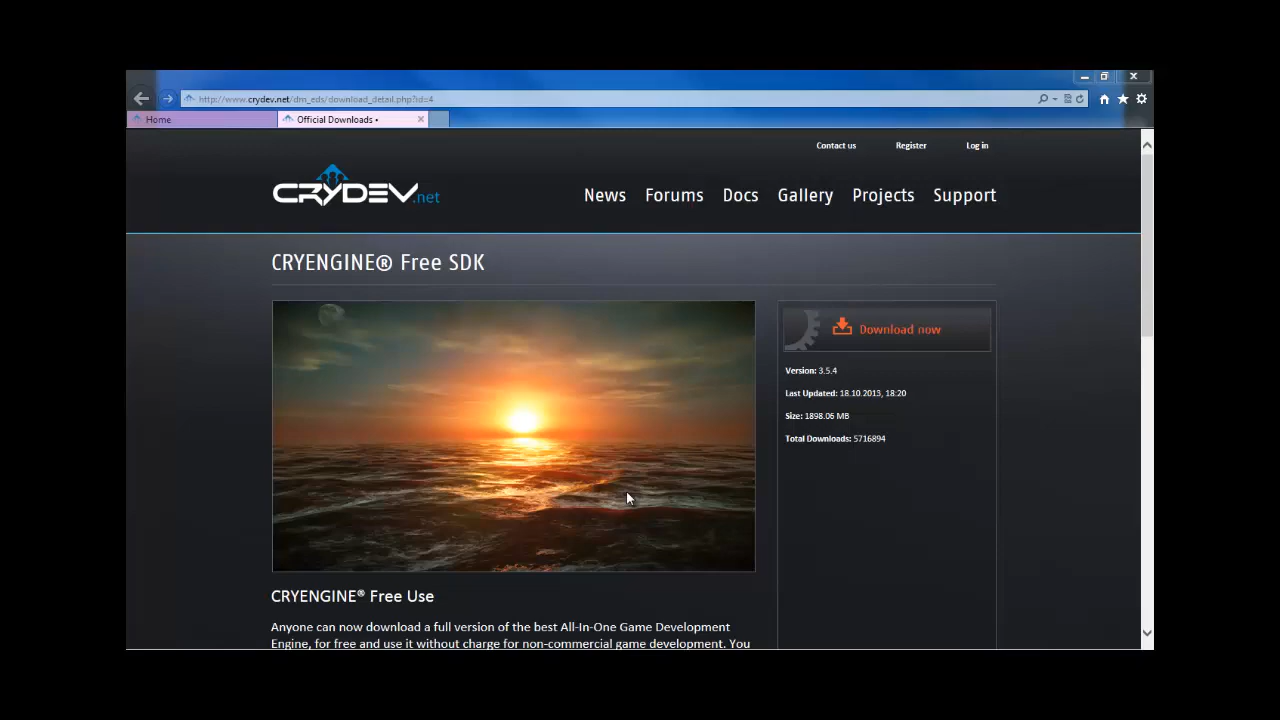 http://www.crydev.net/dm_eds/download_detail.php?id=4
Home
Official Downloads •
Contact us
Register
Log in
CRYDEV.net
News
Forums
Docs
Gallery
Projects
Support
CRYENGINE® Free SDK
Download now
Version: 3.5.4
Last Updated: 18.10.2013, 18:20
Size: 1898.06 MB
Total Downloads: 5716894
CRYENGINE® Free Use
Anyone can now download a full version of the best All-In-One Game Development
Engine, for free and use it without charge for non-commercial game development. You